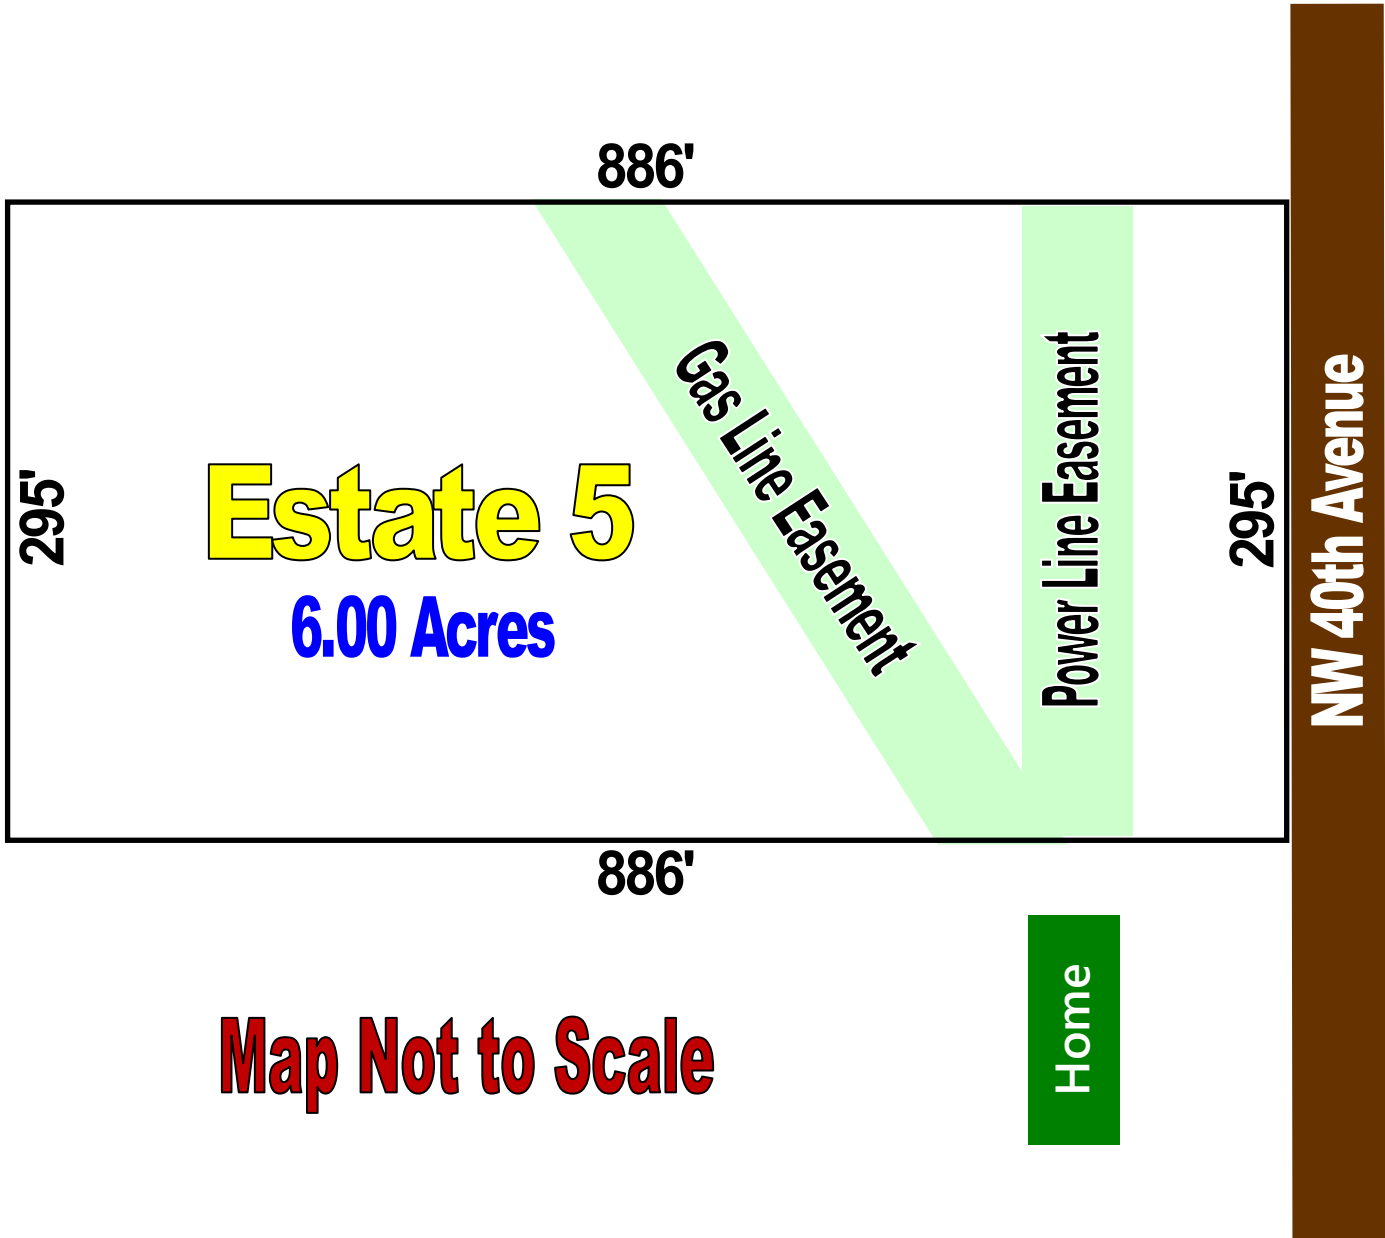 886'
Gas Line Easement
Power Line Easement
NW 40th Avenue
295'
Estate 5
295'
6.00 Acres
886'
Home
Map Not to Scale